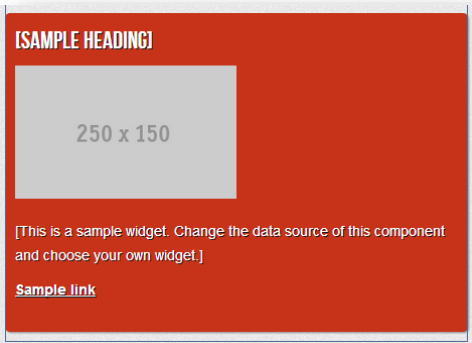 [SAMPLE HEADING]
250 x 150
[This is a sample widget. Change the data source of this component
and choose your own widget.]
Sample link